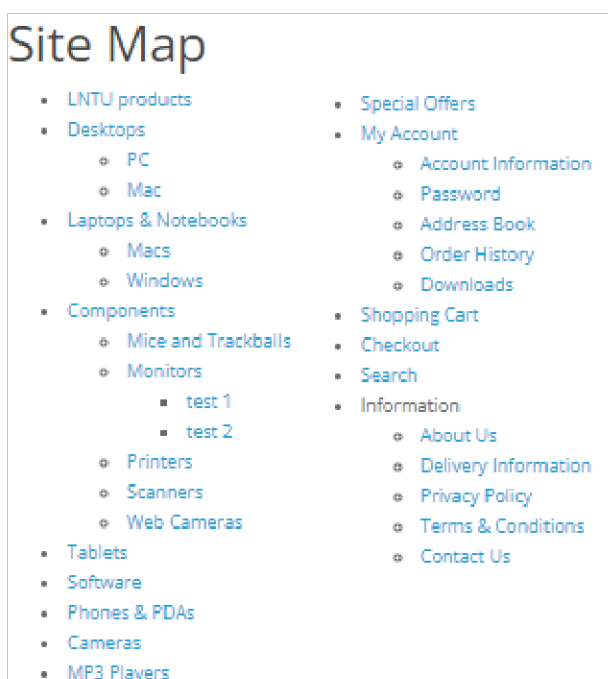 Site Map
LNTU products
Desktops
PC
Mac
Laptops & Notebooks
Macs
Windows
Components
Mice and Trackballs
Monitors
test 1
test 2
Printers
Scanners
Web Cameras
Tablets
Software
Phones & PDAs
Cameras
MP3 Players
Special Offers
My Account
Account Information
Password
Address Book
Order History
Downloads
Shopping Cart
Checkout
Search
Information
About Us
Delivery Information
Privacy Policy
Terms & Conditions
Contact Us